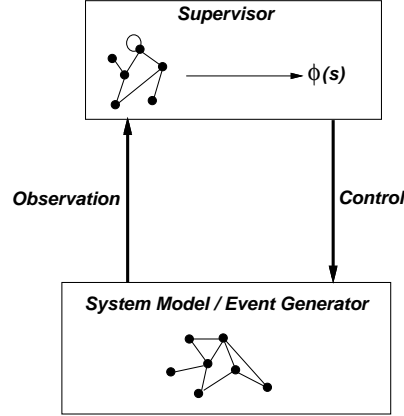 Supervisor
ϕ(s)
Observation
Control
System Model / Event Generator